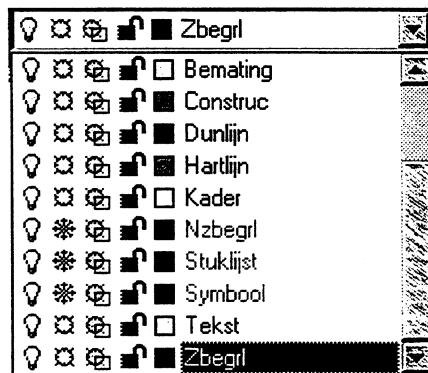 Zbegrl
Bemating
Construc
Dunlijn
Hartlijn
Kader
Nzbegrl
Stuklijst
Symbool
Tekst
Zbegrl